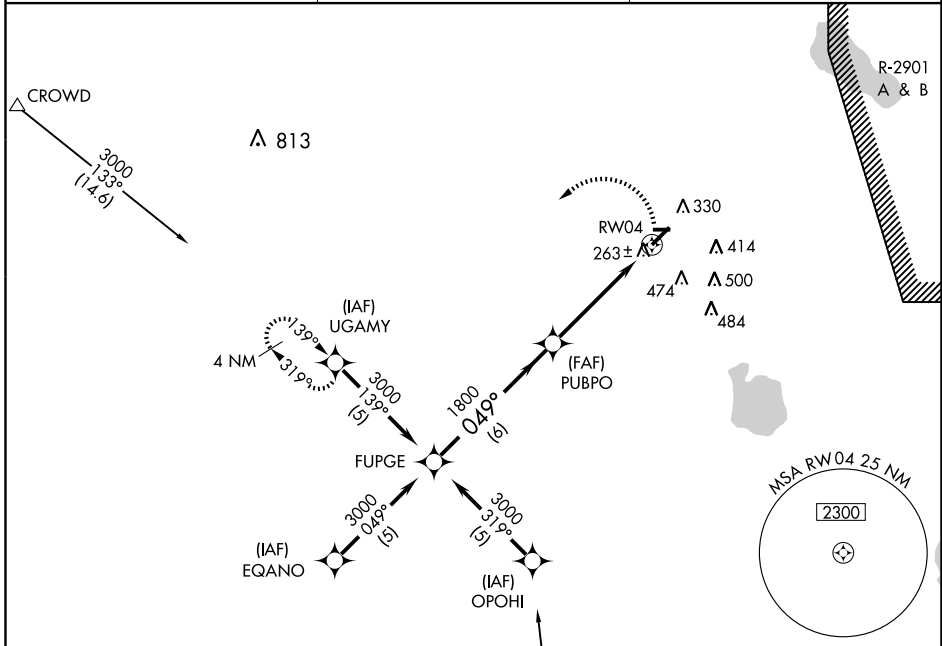 CROWD
813
3000
133°
(14.6)
R-2901
A & B
330
RW04
263±
414
474
500
484
(IAF)
UGAMY
139°
4 NM
319°
3000
139°
(5)
(FAF)
PUBPO
1800
049°
(6)
FUPGE
3000
049°
(5)
3000
319°
(5)
(IAF)
EQANO
(IAF)
OPOHI
MSA RW04 25 NM
2300